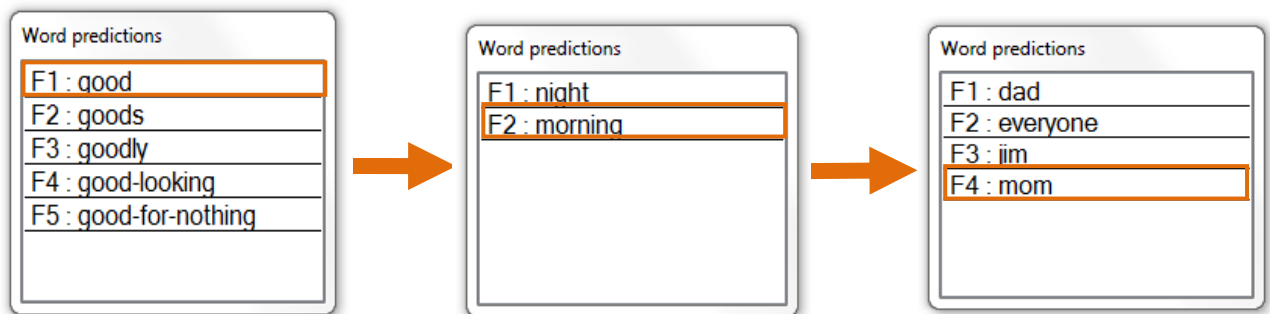 Word predictions
F1 : good
F2 : goods
F3 : goodly
F4 : good-looking
F5 : good-for-nothing
Word predictions
F1 : night
F2 : morning
Word predictions
F1 : dad
F2 : everyone
F3 : jim
F4 : mom